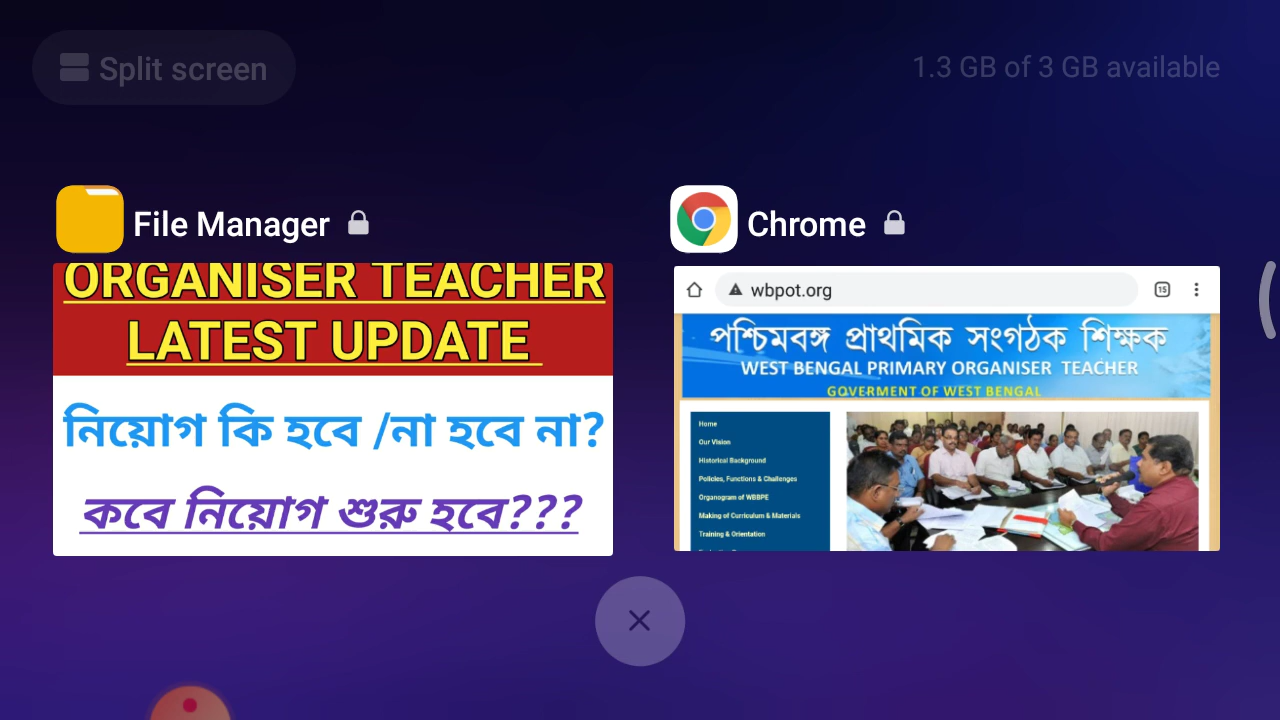 Split screen
1.3 GB of 3 GB available
File Manager
ORGANISER TEACHER
LATEST UPDATE
নিয়োগ কি হবে /না হবে না?
কবে নিয়োগ শুরু হবে???
Chrome
wbpot.org
15
পশ্চিমবঙ্গ প্রাথমিক সংগঠক শিক্ষক
WEST BENGAL PRIMARY ORGANISER TEACHER
GOVERMENT OF WEST BENGAL
Home
Our Vision
Historical Background
Policies, Functions & Challenges
Organogram of WBBPE
Making of Curriculum & Materials
Training & Orientation